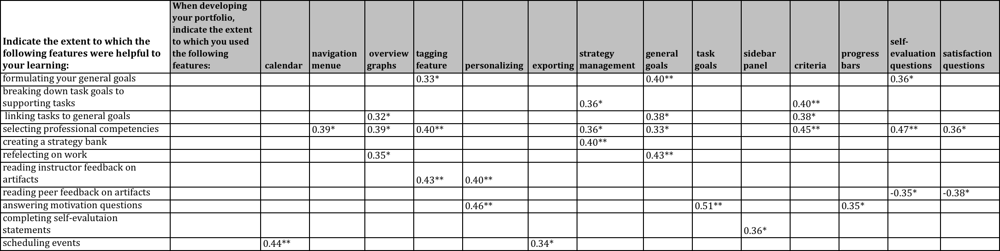 Indicate the extent to which the
following features were helpful to
your learning:
When developing
your portfolio,
indicate the extent
to which you used
the following
features:
calendar
navigation
menue
overview
graphs
tagging
feature
personalizing
exporting
strategy
management
general
goals
task
goals
sidebar
panel
criteria
progress
bars
self-
evaluation
questions
satisfaction
questions
formulating your general goals 0.33* 0.40** 0.36*
breaking down task goals to
supporting tasks 0.36* 0.40**
linking tasks to general goals 0.32* 0.38* 0.38*
selecting professional competencies 0.39* 0.39* 0.40** 0.36* 0.33* 0.45** 0.47** 0.36*
creating a strategy bank 0.40**
refelecting on work 0.35* 0.43**
reading instructor feedback on
artifacts 0.43** 0.40**
reading peer feedback on artifacts -0.35* -0.38*
answering motivation questions 0.46** 0.51** 0.35*
completing self-evalutaion
statements 0.36*
scheduling events 0.44** 0.34*